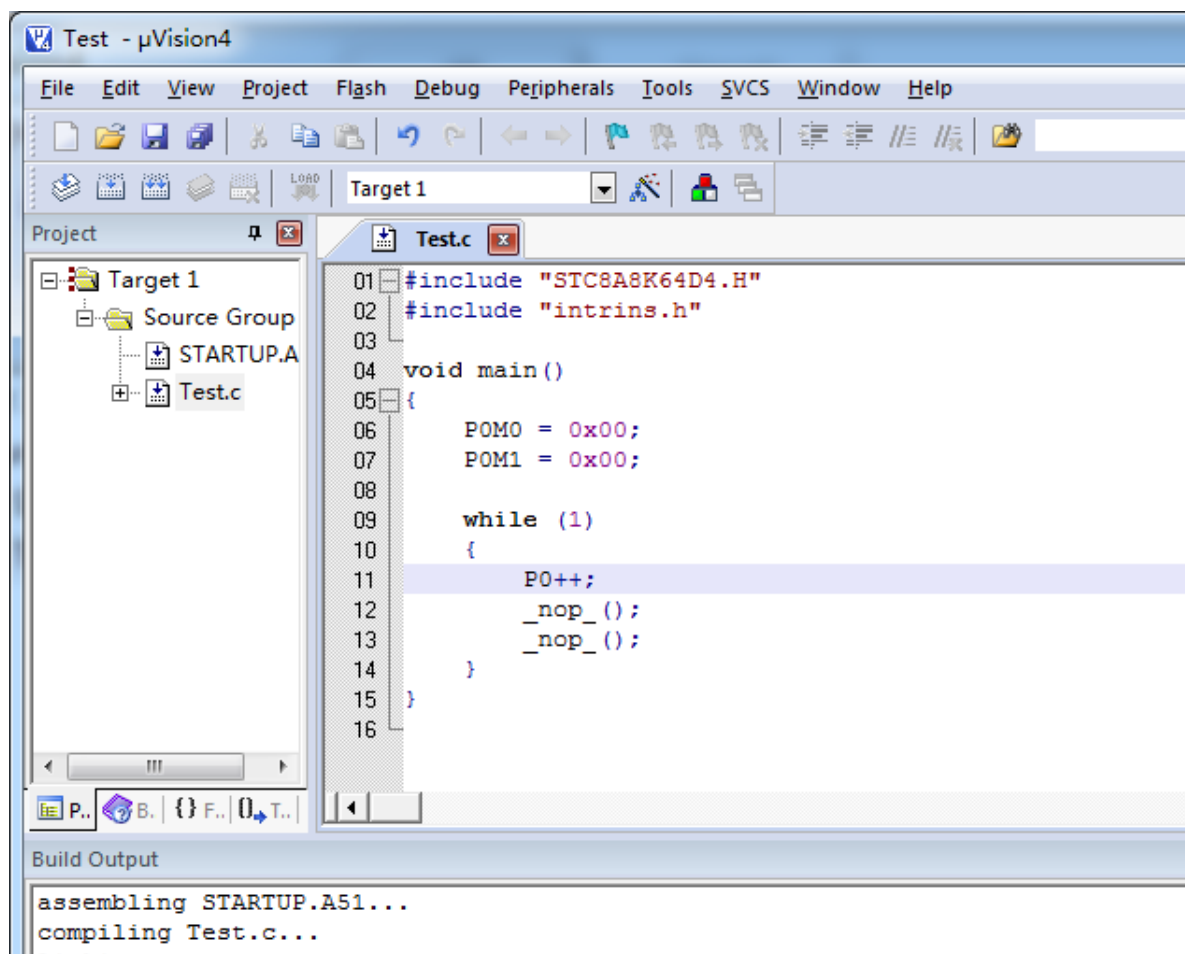 Test - µVision4
File Edit View Project Flash Debug Peripherals Tools SVCS Window Help
LOAD Target 1
Project
Test.c
Target 1
Source Group
STARTUP.A
Test.c
01 #include "STC8A8K64D4.H"
02 #include "intrins.h"
03
04 void main()
05 {
06 P0M0 = 0x00;
07 P0M1 = 0x00;
08
09 while (1)
10 {
11 P0++;
12 _nop_();
13 _nop_();
14 }
15 }
16
P.. B. {} F.. 0 T..
Build Output
assembling STARTUP.A51...
compiling Test.c...